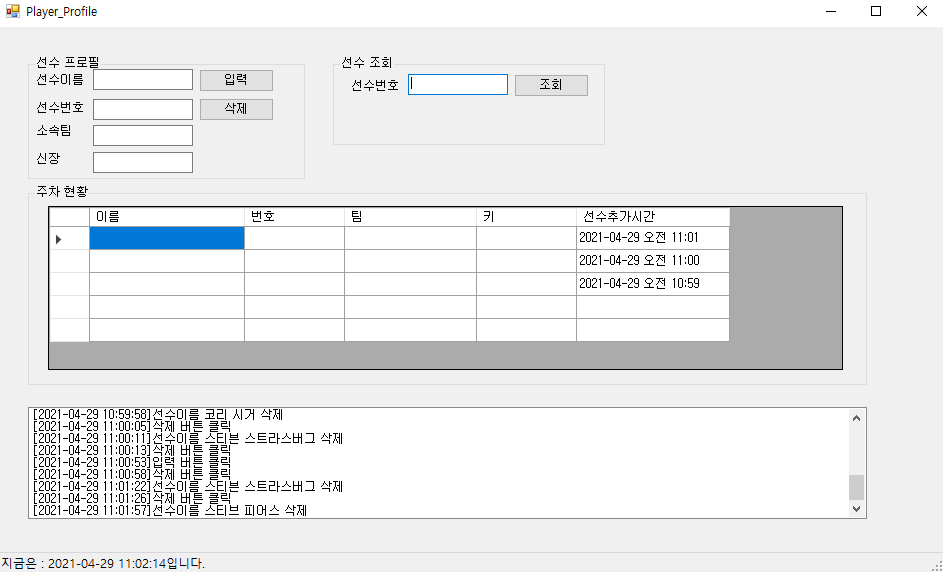 Player_Profile
선수 프로필
선수이름
입력
선수번호
삭제
소속팀
신장
선수 조회
선수번호
조회
주차 현황
이름 번호 팀 키 선수추가시간
2021-04-29 오전 11:01
2021-04-29 오전 11:00
2021-04-29 오전 10:59
[2021-04-29 10:59:58]선수이름 코리 시거 삭제
[2021-04-29 11:00:05]삭제 버튼 클릭
[2021-04-29 11:00:11]선수이름 스티븐 스트라스버그 삭제
[2021-04-29 11:00:13]삭제 버튼 클릭
[2021-04-29 11:00:53]입력 버튼 클릭
[2021-04-29 11:00:58]삭제 버튼 클릭
[2021-04-29 11:01:22]선수이름 스티븐 스트라스버그 삭제
[2021-04-29 11:01:26]삭제 버튼 클릭
[2021-04-29 11:01:57]선수이름 스티브 피어스 삭제
지금은 : 2021-04-29 11:02:14입니다.